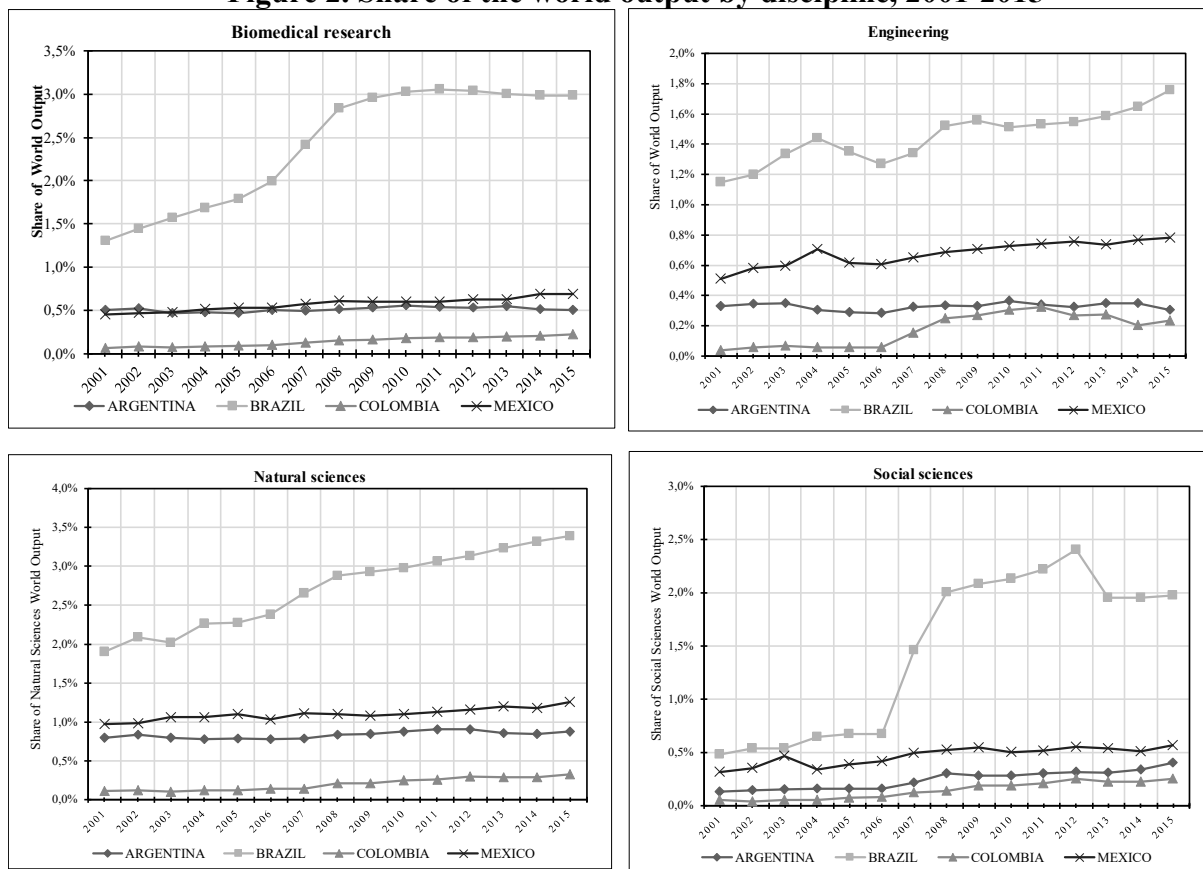 Figure 2. Share of the world output by discipline, 2001-2015
Biomedical research
Share of World Output
3,5%
3,0%
2,5%
2,0%
1,5%
1,0%
0,5%
0,0%
2001 2002 2003 2004 2005 2006 2007 2008 2009 2010 2011 2012 2013 2014 2015
ARGENTINA BRAZIL COLOMBIA MEXICO
Engineering
Share of World Output
2,0%
1,8%
1,6%
1,4%
1,2%
1,0%
0,8%
0,6%
0,4%
0,2%
0,0%
2001 2002 2003 2004 2005 2006 2007 2008 2009 2010 2011 2012 2013 2014 2015
ARGENTINA BRAZIL COLOMBIA MEXICO
Natural sciences
Share of Natural Sciences World Output
4,0%
3,5%
3,0%
2,5%
2,0%
1,5%
1,0%
0,5%
0,0%
2001 2002 2003 2004 2005 2006 2007 2008 2009 2010 2011 2012 2013 2014 2015
ARGENTINA BRAZIL COLOMBIA MEXICO
Social sciences
Share of Social Sciences World Output
3,0%
2,5%
2,0%
1,5%
1,0%
0,5%
0,0%
2001 2002 2003 2004 2005 2006 2007 2008 2009 2010 2011 2012 2013 2014 2015
ARGENTINA BRAZIL COLOMBIA MEXICO